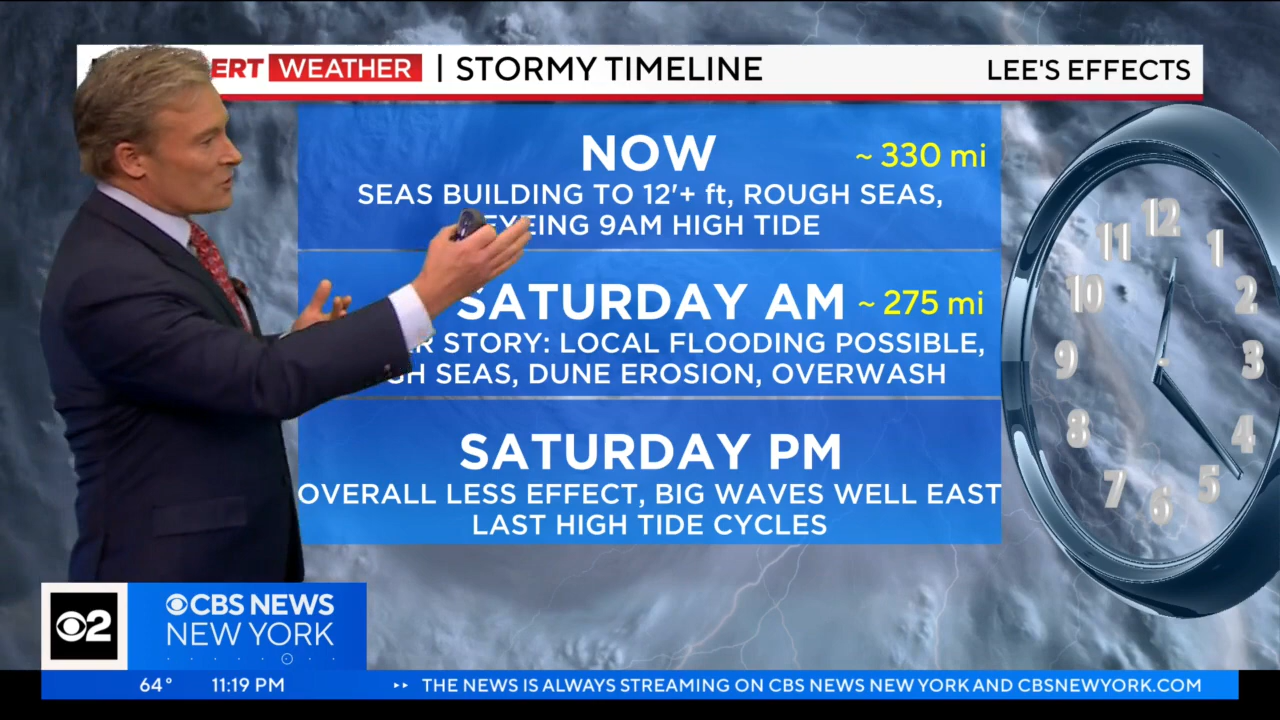 ERT WEATHER | STORMY TIMELINE
LEE'S EFFECTS
NOW
~ 330 mi
SEAS BUILDING TO 12'+ ft, ROUGH SEAS,
EYEING 9AM HIGH TIDE
SATURDAY AM
~ 275 mi
R STORY: LOCAL FLOODING POSSIBLE,
GH SEAS, DUNE EROSION, OVERWASH
SATURDAY PM
OVERALL LESS EFFECT, BIG WAVES WELL EAST
LAST HIGH TIDE CYCLES
12
11
1
10
2
9
3
8
4
7
5
6
2
CBS NEWS
NEW YORK
64° 11:19 PM
THE NEWS IS ALWAYS STREAMING ON CBS NEWS NEW YORK AND CBSNEWYORK.COM